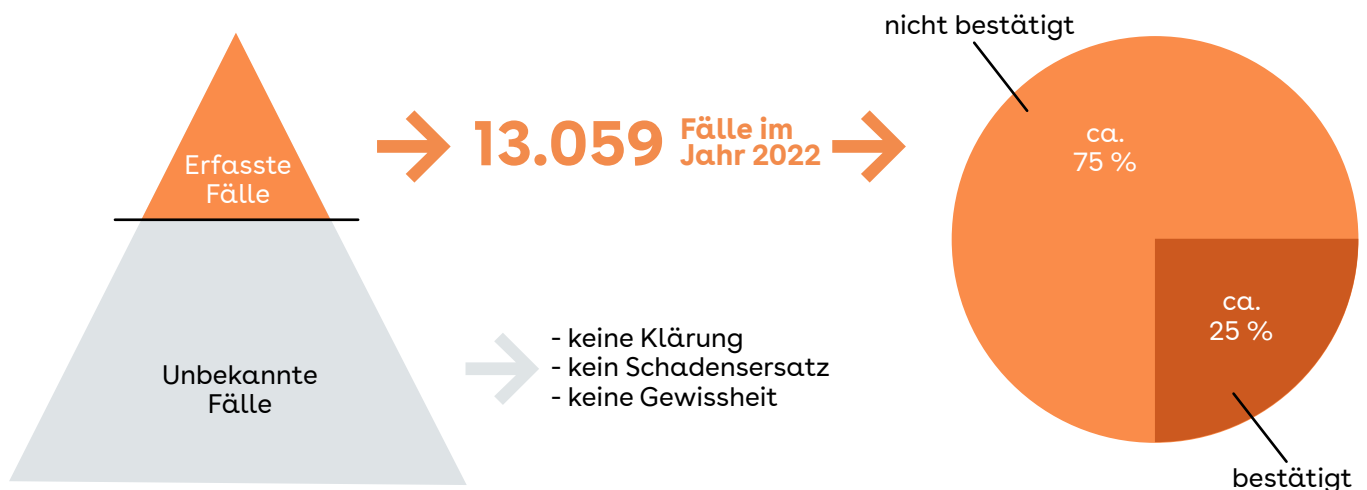 nicht bestätigt
Erfasste
Fälle
13.059 Fälle im
Jahr 2022
ca.
75 %
ca.
25 %
Unbekannte
Fälle
- keine Klärung
- kein Schadensersatz
- keine Gewissheit
bestätigt